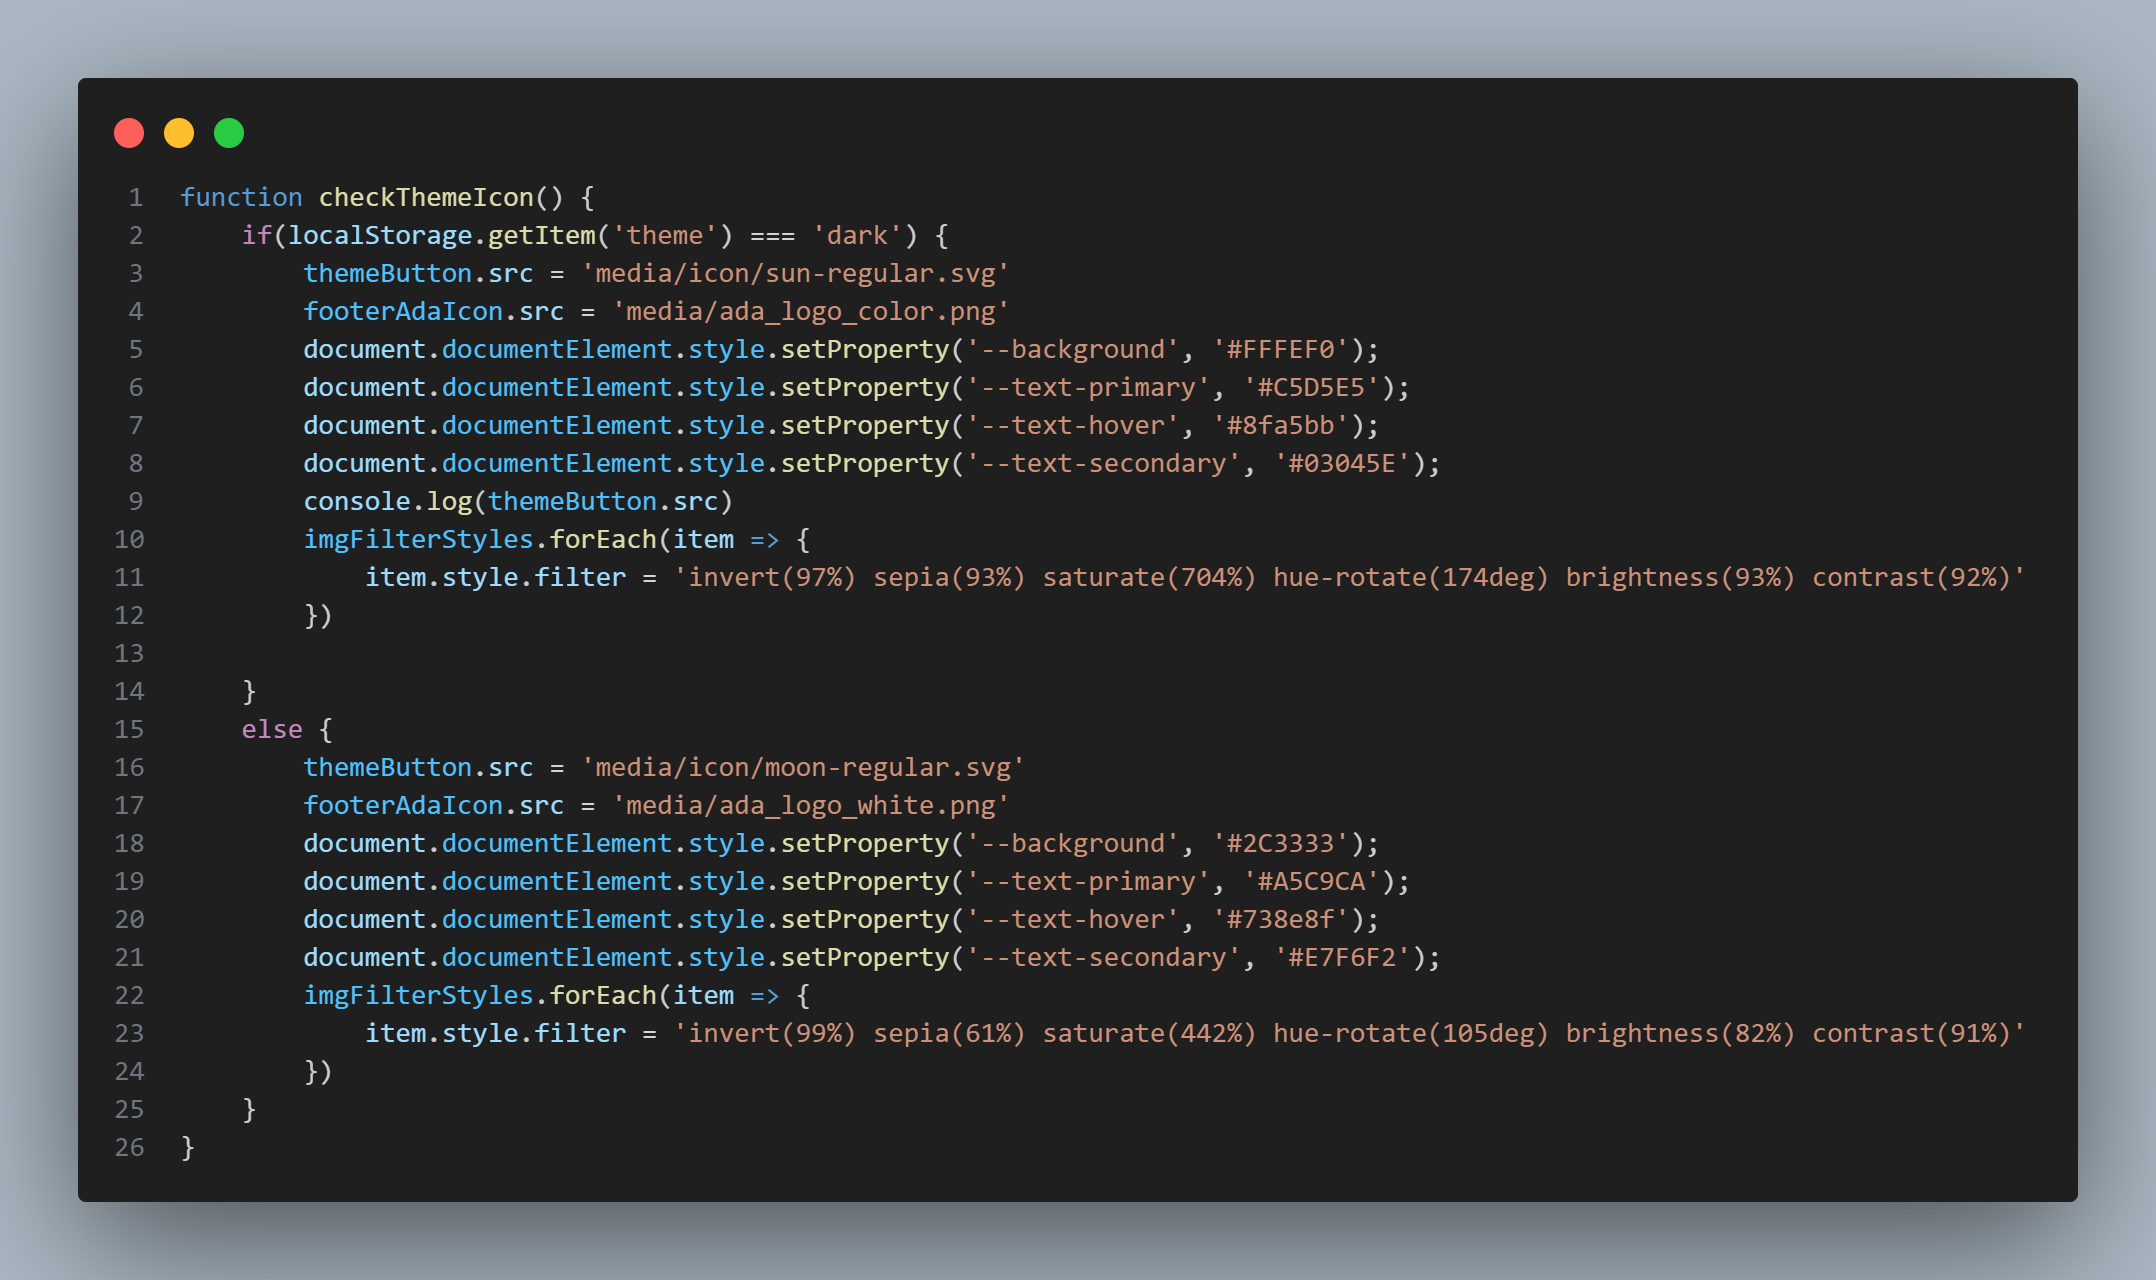 1 function checkThemeIcon() {
2     if(localStorage.getItem('theme') === 'dark') {
3         themeButton.src = 'media/icon/sun-regular.svg'
4         footerAdaIcon.src = 'media/ada_logo_color.png'
5         document.documentElement.style.setProperty('--background', '#FFFEF0');
6         document.documentElement.style.setProperty('--text-primary', '#C5D5E5');
7         document.documentElement.style.setProperty('--text-hover', '#8fa5bb');
8         document.documentElement.style.setProperty('--text-secondary', '#03045E');
9         console.log(themeButton.src)
10         imgFilterStyles.forEach(item => {
11             item.style.filter = 'invert(97%) sepia(93%) saturate(704%) hue-rotate(174deg) brightness(93%) contrast(92%)'
12         })
13
14     }
15     else {
16         themeButton.src = 'media/icon/moon-regular.svg'
17         footerAdaIcon.src = 'media/ada_logo_white.png'
18         document.documentElement.style.setProperty('--background', '#2C3333');
19         document.documentElement.style.setProperty('--text-primary', '#A5C9CA');
20         document.documentElement.style.setProperty('--text-hover', '#738e8f');
21         document.documentElement.style.setProperty('--text-secondary', '#E7F6F2');
22         imgFilterStyles.forEach(item => {
23             item.style.filter = 'invert(99%) sepia(61%) saturate(442%) hue-rotate(105deg) brightness(82%) contrast(91%)'
24         })
25     }
26 }